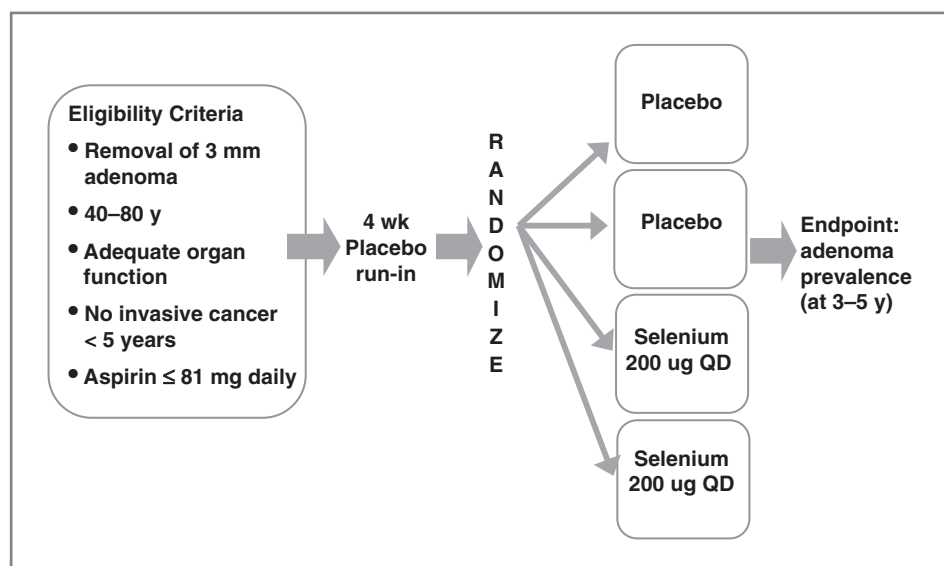 Eligibility Criteria
• Removal of 3 mm
adenoma
• 40–80 y
• Adequate organ
function
• No invasive cancer
< 5 years
• Aspirin ≤ 81 mg daily
4 wk
Placebo
run-in
R
A
N
D
O
M
I
Z
E
Placebo
Placebo
Selenium
200 ug QD
Selenium
200 ug QD
Endpoint:
adenoma
prevalence
(at 3–5 y)